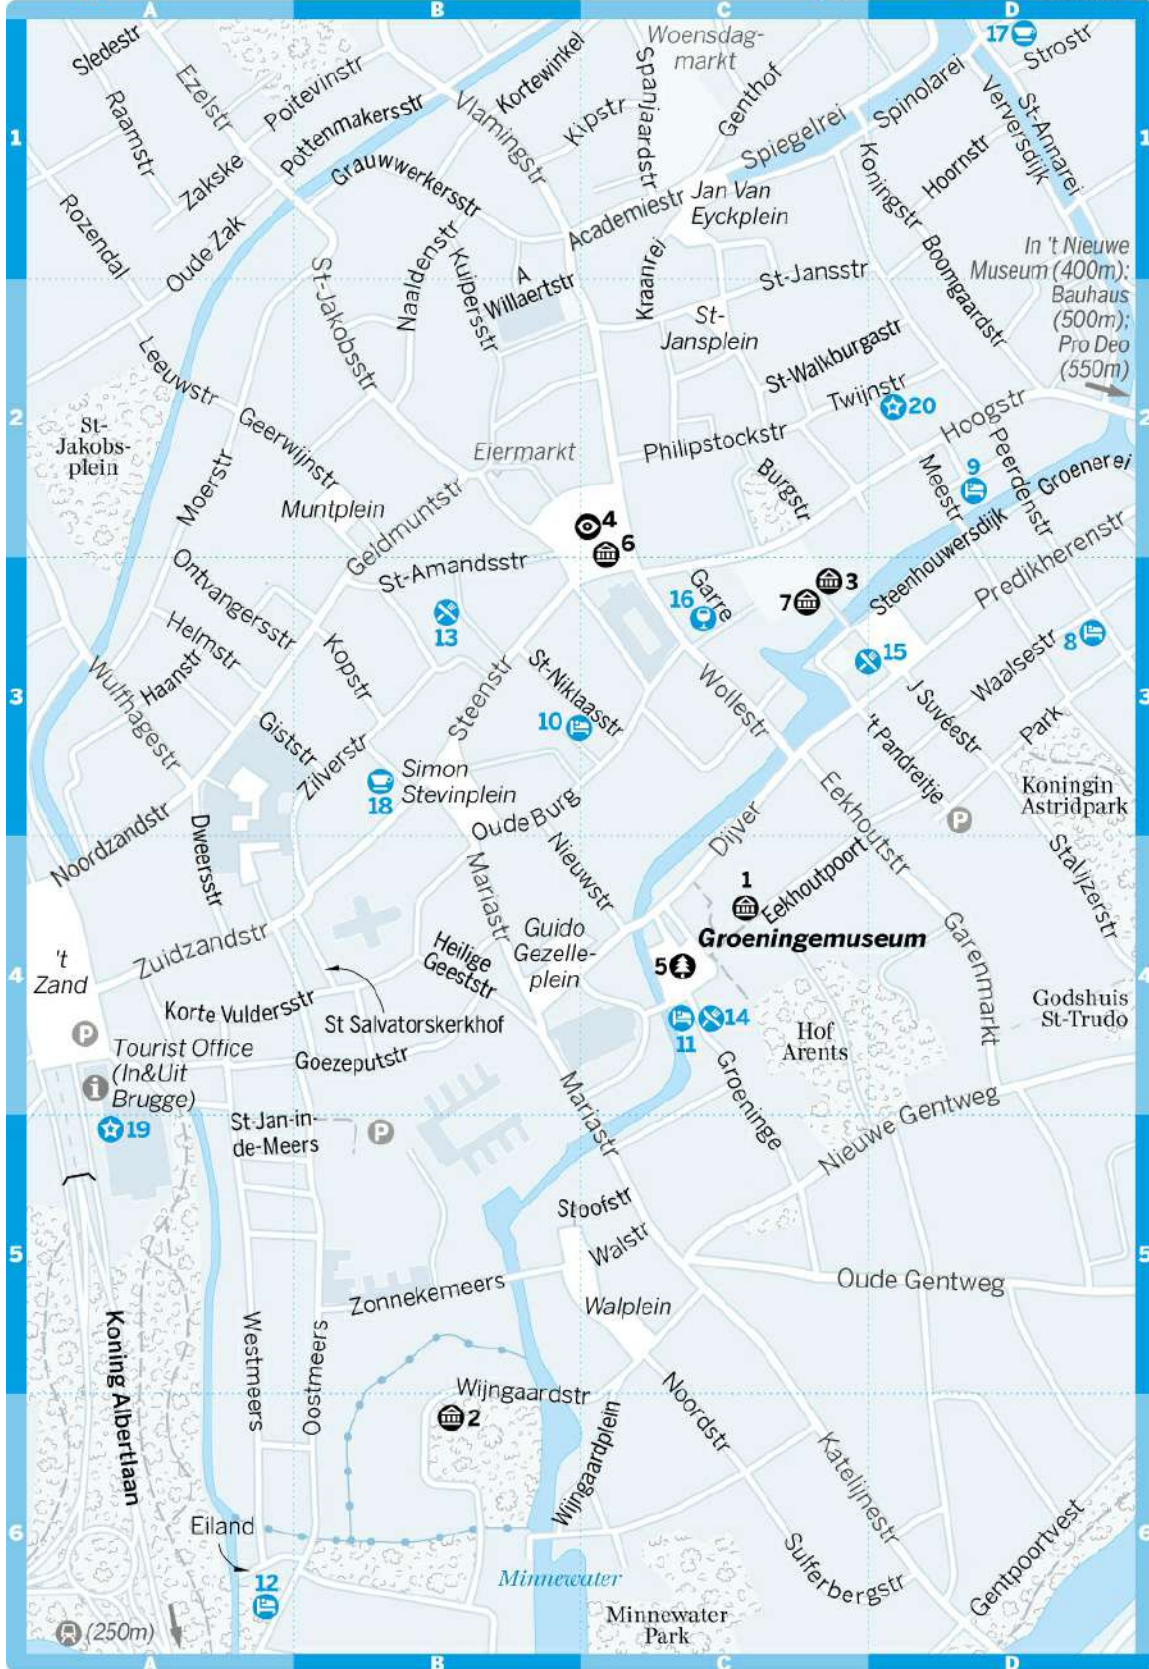 A
B
C
D
17
Sledestr
Ezelstr
Poitevinstr
Pottenmakersstr
Kortewinkel
Vlamingstr
Kipstr
Spanjaardstr
Woensdag-
markt
Genthof
Spinolarei
Strostr
Verversdijk
St-Annarei
1
1
Raamstr
Zakske
Grauwwerkersstr
Spiegelrei
Koningstr
Hoornstr
Rozendal
Oude Zak
Academiestr
Jan Van
Eyckplein
Boomgaardstr
In 't Nieuwe
Museum (400m);
Bauhaus
(500m);
Pro Deo
(550m)
St-Jakobsstr
Naaldenstr
Kuipersstr
A
Willaertstr
Kraanrei
St-Jansstr
St-
Jansplein
St-Walburgastr
Leeuwstr
Twijnstr
20
2
2
St-
Jakobs-
plein
Geerwijnstr
Moerstr
Muntplein
Geldmuntstr
Eiermarkt
Philipstockstr
Hoogstr
Burgstr
Meestr
9
Peerdenstr
Groenerei
4
6
Steenhouwersdijk
Predikherenstr
Ontvangersstr
St-Amandsstr
13
Garre
16
3
7
Helmstr
Haanstr
Kopstr
St-Niklaasstr
15
8
Waalsestr
3
3
Wulfhagestr
Giststr
Steenstr
10
Wollestr
J Suvéestr
Park
Zilverstr
18
Simon
Stevinplein
't Pandreitje
Koningin
Astridpark
P
Noordzandstr
Dweersstr
Oude Burg
Nieuwstr
Dijver
Eekhoutstr
Eekhoutpoort
Stalijzerstr
Mariastr
1
Groeningemuseum
Zuidzandstr
't
Zand
Heilige
Geeststr
Guido
Gezelle-
plein
5
Garenmarkt
4
4
Korte Vuldersstr
St Salvatorskerkhof
11
14
Hof
Arents
Godshuis
St-Trudo
P
Tourist Office
(In&Uit
Brugge)
Goezeputstr
Mariastr
Groeninge
19
St-Jan-in-
de-Meers
P
Nieuwe Gentweg
Stoofstr
Walstr
5
5
Zonnekemeers
Walplein
Oude Gentweg
Koning Albertlaan
Westmeers
Oostmeers
Wijngaardstr
2
Noordstr
Wijngaardplein
Katelijnestr
Eiland
6
6
12
Minnewater
Minnewater
Park
Sulferbergstr
Gentpoortvest
(250m)
A
B
C
D